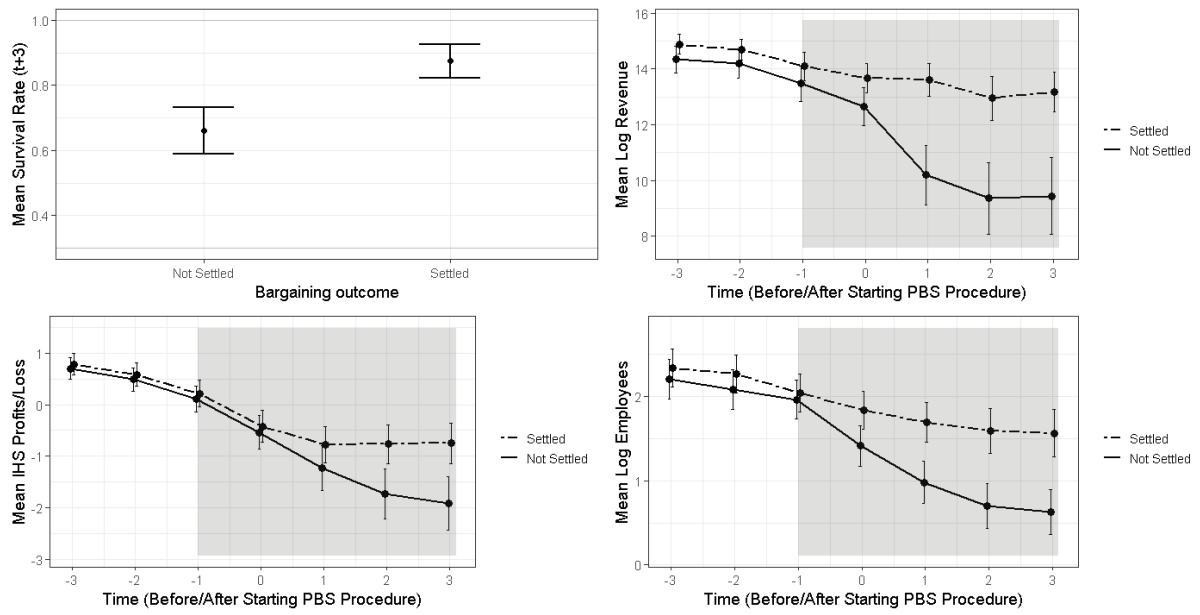 Mean Survival Rate (t+3)
1.0
0.8
0.6
0.4
Not Settled
Settled
Bargaining outcome
Mean Log Revenue
16
14
12
10
8
-3 -2 -1 0 1 2 3
Time (Before/After Starting PBS Procedure)
Settled
Not Settled
Mean IHS Profits/Loss
1
0
-1
-2
-3
-3 -2 -1 0 1 2 3
Time (Before/After Starting PBS Procedure)
Settled
Not Settled
Mean Log Employees
2
1
0
-3 -2 -1 0 1 2 3
Time (Before/After Starting PBS Procedure)
Settled
Not Settled